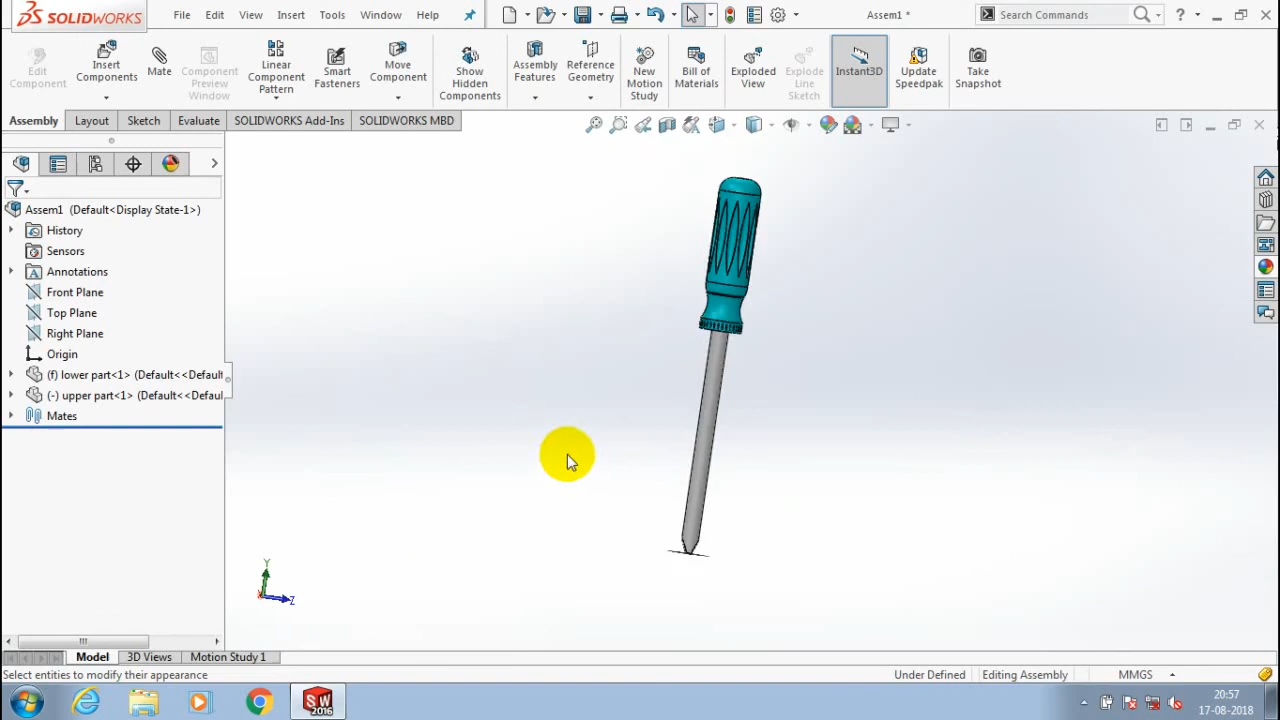 SOLIDWORKS File Edit View Insert Tools Window Help Assem1 * Search Commands ?
Edit Component
Insert Components
Mate
Component Preview Window
Linear Component Pattern
Smart Fasteners
Move Component
Show Hidden Components
Assembly Features
Reference Geometry
New Motion Study
Bill of Materials
Exploded View
Explode Line Sketch
Instant3D
Update Speedpak
Take Snapshot
Assembly Layout Sketch Evaluate SOLIDWORKS Add-Ins SOLIDWORKS MBD
Assem1 (Default<Display State-1>)
History
Sensors
Annotations
Front Plane
Top Plane
Right Plane
Origin
(f) lower part<1> (Default<<Defaul
(-) upper part<1> (Default<<Defau
Mates
Y
Z
Model 3D Views Motion Study 1
Select entities to modify their appearance Under Defined Editing Assembly MMGS
SW 2016
20:57
17-08-2018